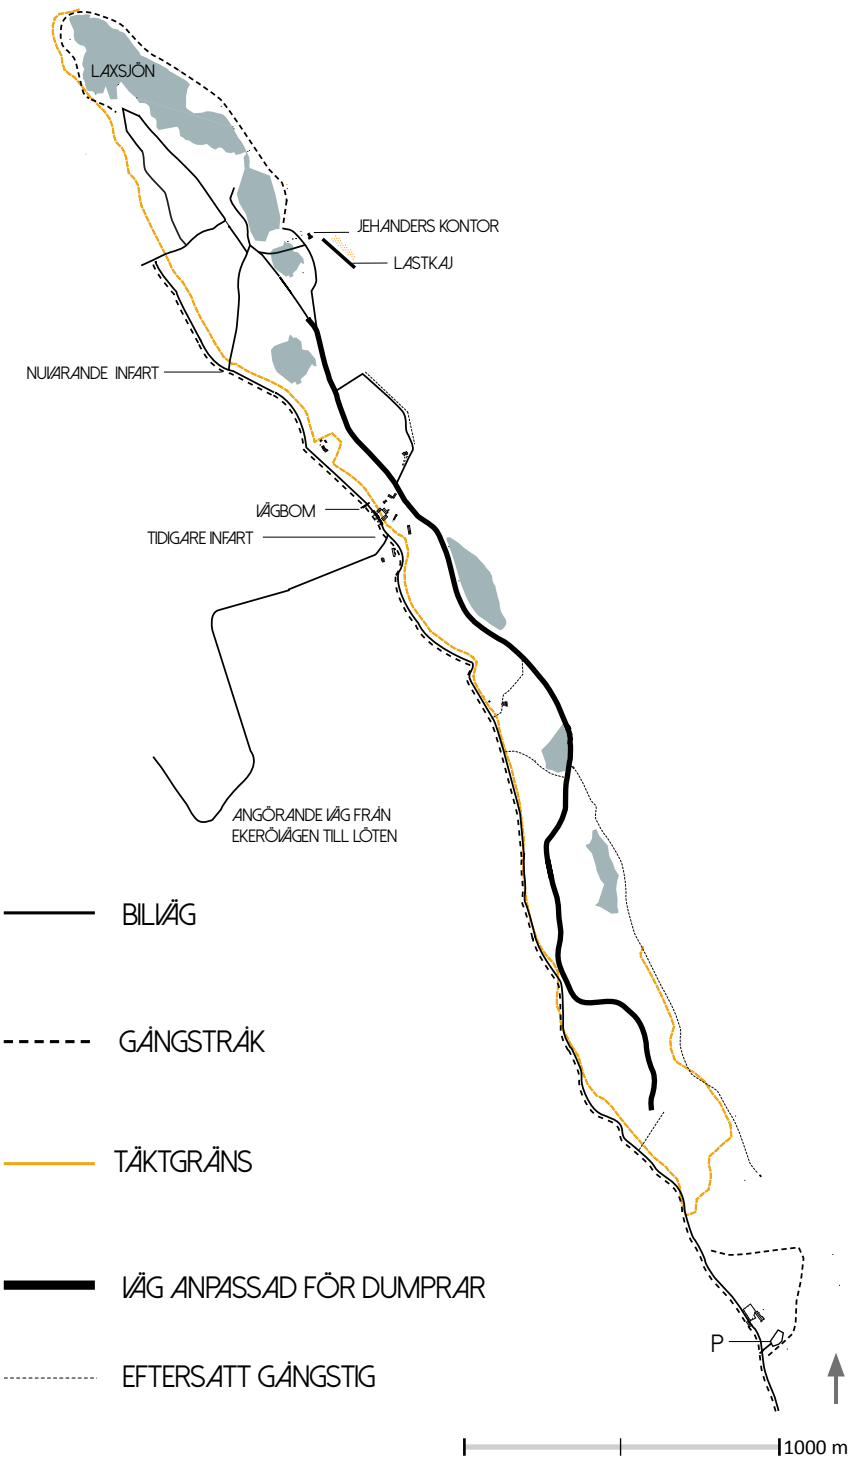 LAXSJÖN
JEHANDERS KONTOR
LASTKAJ
NUVARANDE INFART
VÄGBOM
TIDIGARE INFART
ANGÖRANDE VÄG FRÅN
EKERÖVÄGEN TILL LÖTEN
BILVÄG
GÅNGSTRÅK
TÄKTGRÄNS
VÄG ANPASSAD FÖR DUMPRAR
EFTERSATT GÅNGSTIG
P
1000 m